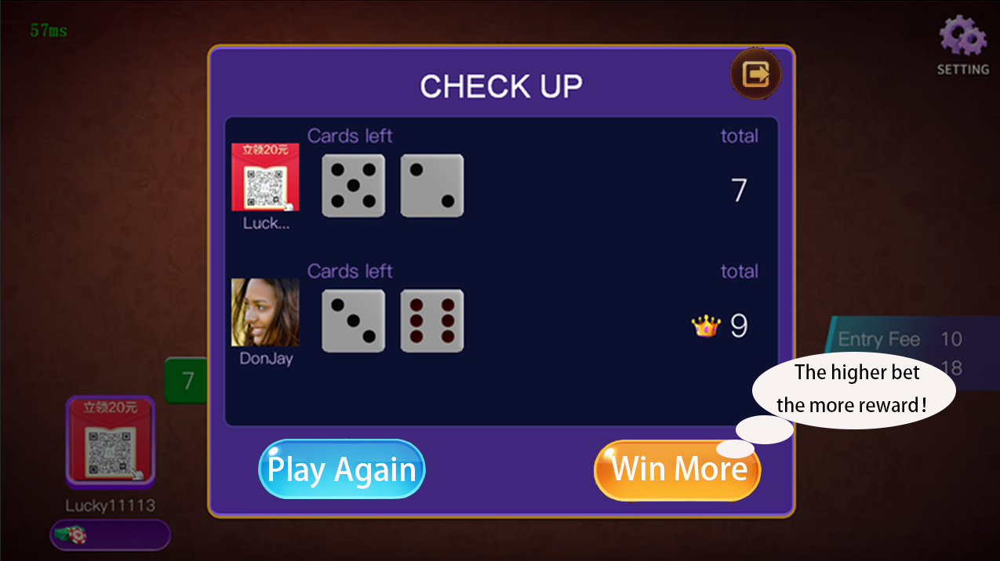 57ms
SETTING
CHECK UP
Cards left
total
立领20元
7
Luck...
Cards left
total
9
DonJay
Entry Fee 10
18
The higher bet
the more reward!
7
立领20元
Lucky11113
Play Again
Win More